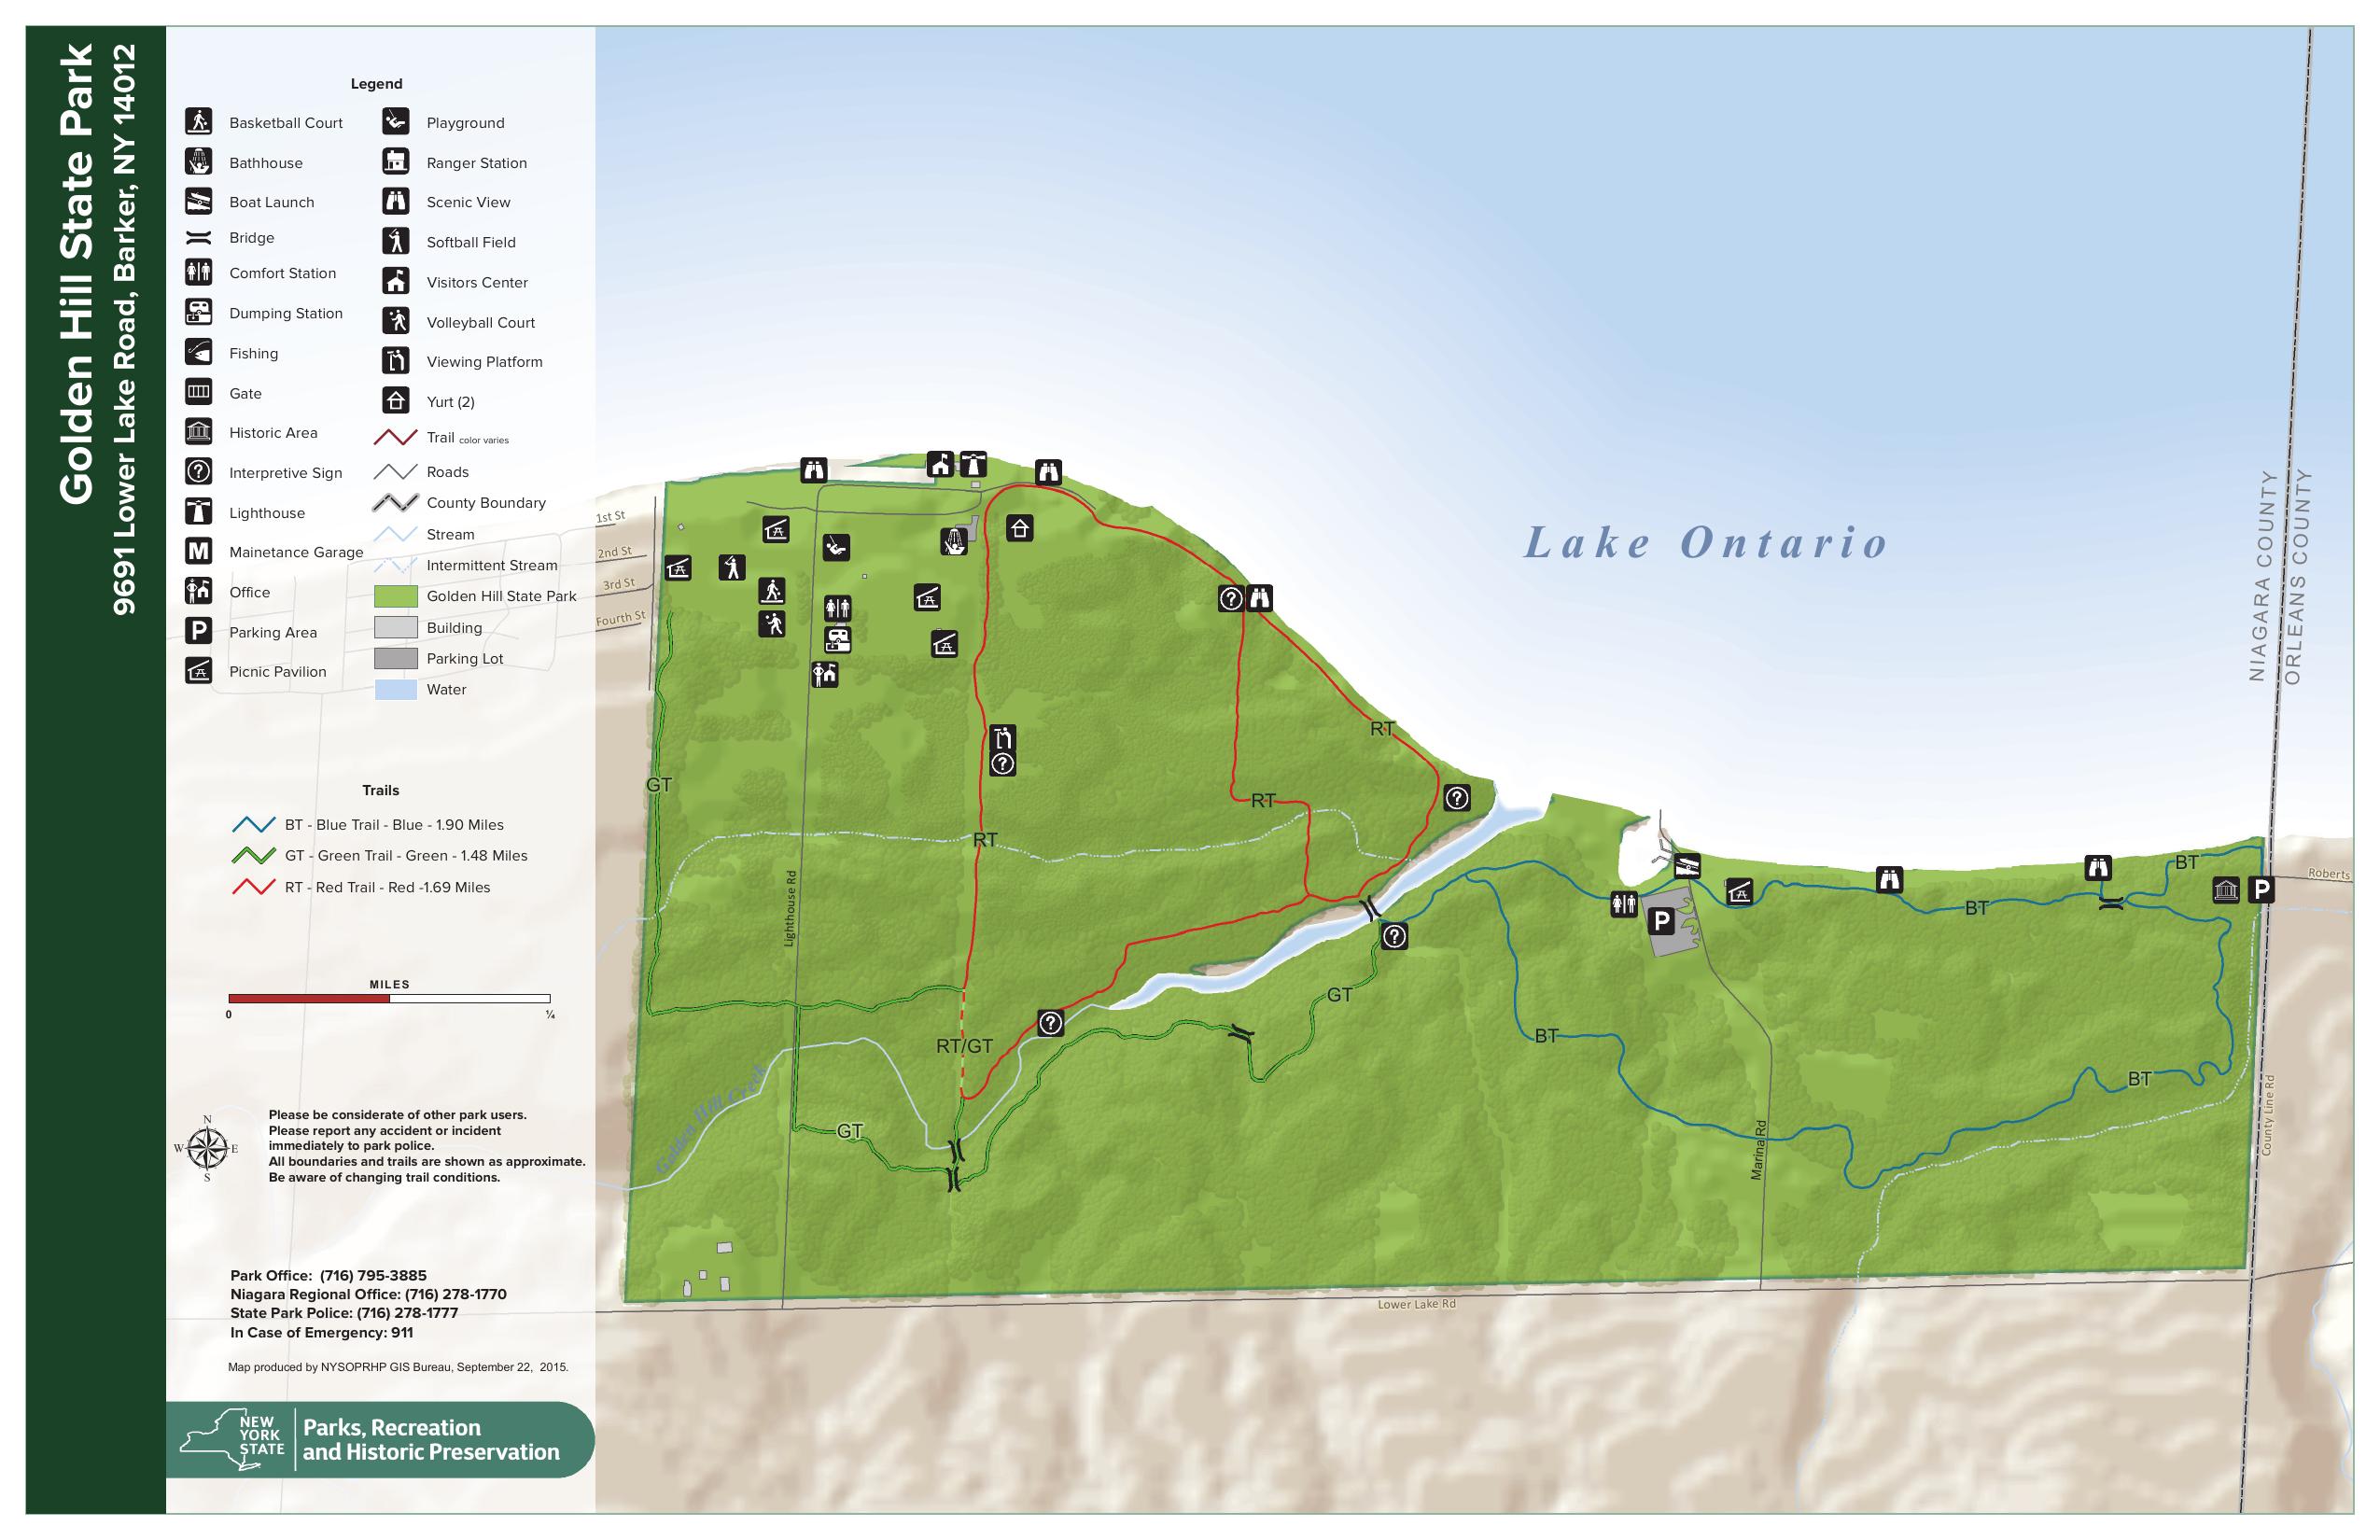 Golden Hill State Park
9691 Lower Lake Road, Barker, NY 14012
Legend
Basketball Court
Bathhouse
Boat Launch
Bridge
Comfort Station
Dumping Station
Fishing
Gate
Historic Area
Interpretive Sign
Lighthouse
M
Mainetance Garage
Office
P
Parking Area
Picnic Pavilion
Playground
Ranger Station
Scenic View
Softball Field
Visitors Center
Volleyball Court
Viewing Platform
Yurt (2)
Trail color varies
Roads
County Boundary
Stream
Intermittent Stream
Golden Hill State Park
Building
Parking Lot
Water
Trails
BT - Blue Trail - Blue - 1.90 Miles
GT - Green Trail - Green - 1.48 Miles
RT - Red Trail - Red -1.69 Miles
MILES
0 ¼
N
W E
S
Please be considerate of other park users.
Please report any accident or incident
immediately to park police.
All boundaries and trails are shown as approximate.
Be aware of changing trail conditions.
Park Office: (716) 795-3885
Niagara Regional Office: (716) 278-1770
State Park Police: (716) 278-1777
In Case of Emergency: 911
Map produced by NYSOPRHP GIS Bureau, September 22, 2015.
NEW
YORK
STATE
Parks, Recreation
and Historic Preservation
1st St
2nd St
3rd St
Fourth St
Lake Ontario
NIAGARA COUNTY
ORLEANS COUNTY
RT
GT
RT
RT
BT
Roberts
P
P
BT
Lighthouse Rd
GT
BT
RT/GT
BT
Golden Hill Creek
GT
Marina Rd
County Line Rd
Lower Lake Rd